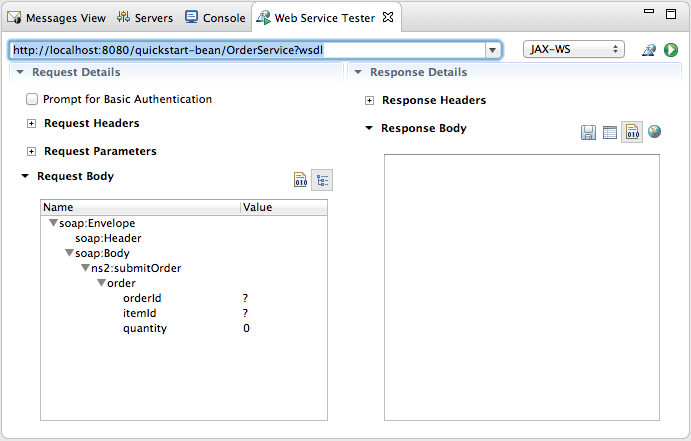 Messages View Servers Console Web Service Tester
http://localhost:8080/quickstart-bean/OrderService?wsdl JAX-WS
Request Details
Prompt for Basic Authentication
Request Headers
Request Parameters
Request Body
010
Name Value
soap:Envelope
soap:Header
soap:Body
ns2:submitOrder
order
orderId ?
itemId ?
quantity 0
Response Details
Response Headers
Response Body
010